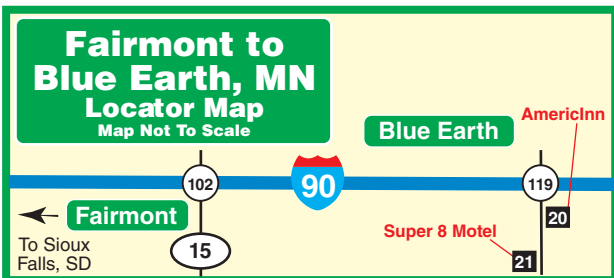 Fairmont to
Blue Earth, MN
Locator Map
Map Not To Scale
AmericInn
Blue Earth
102
90
119
Fairmont
20
To Sioux
Falls, SD
15
Super 8 Motel
21